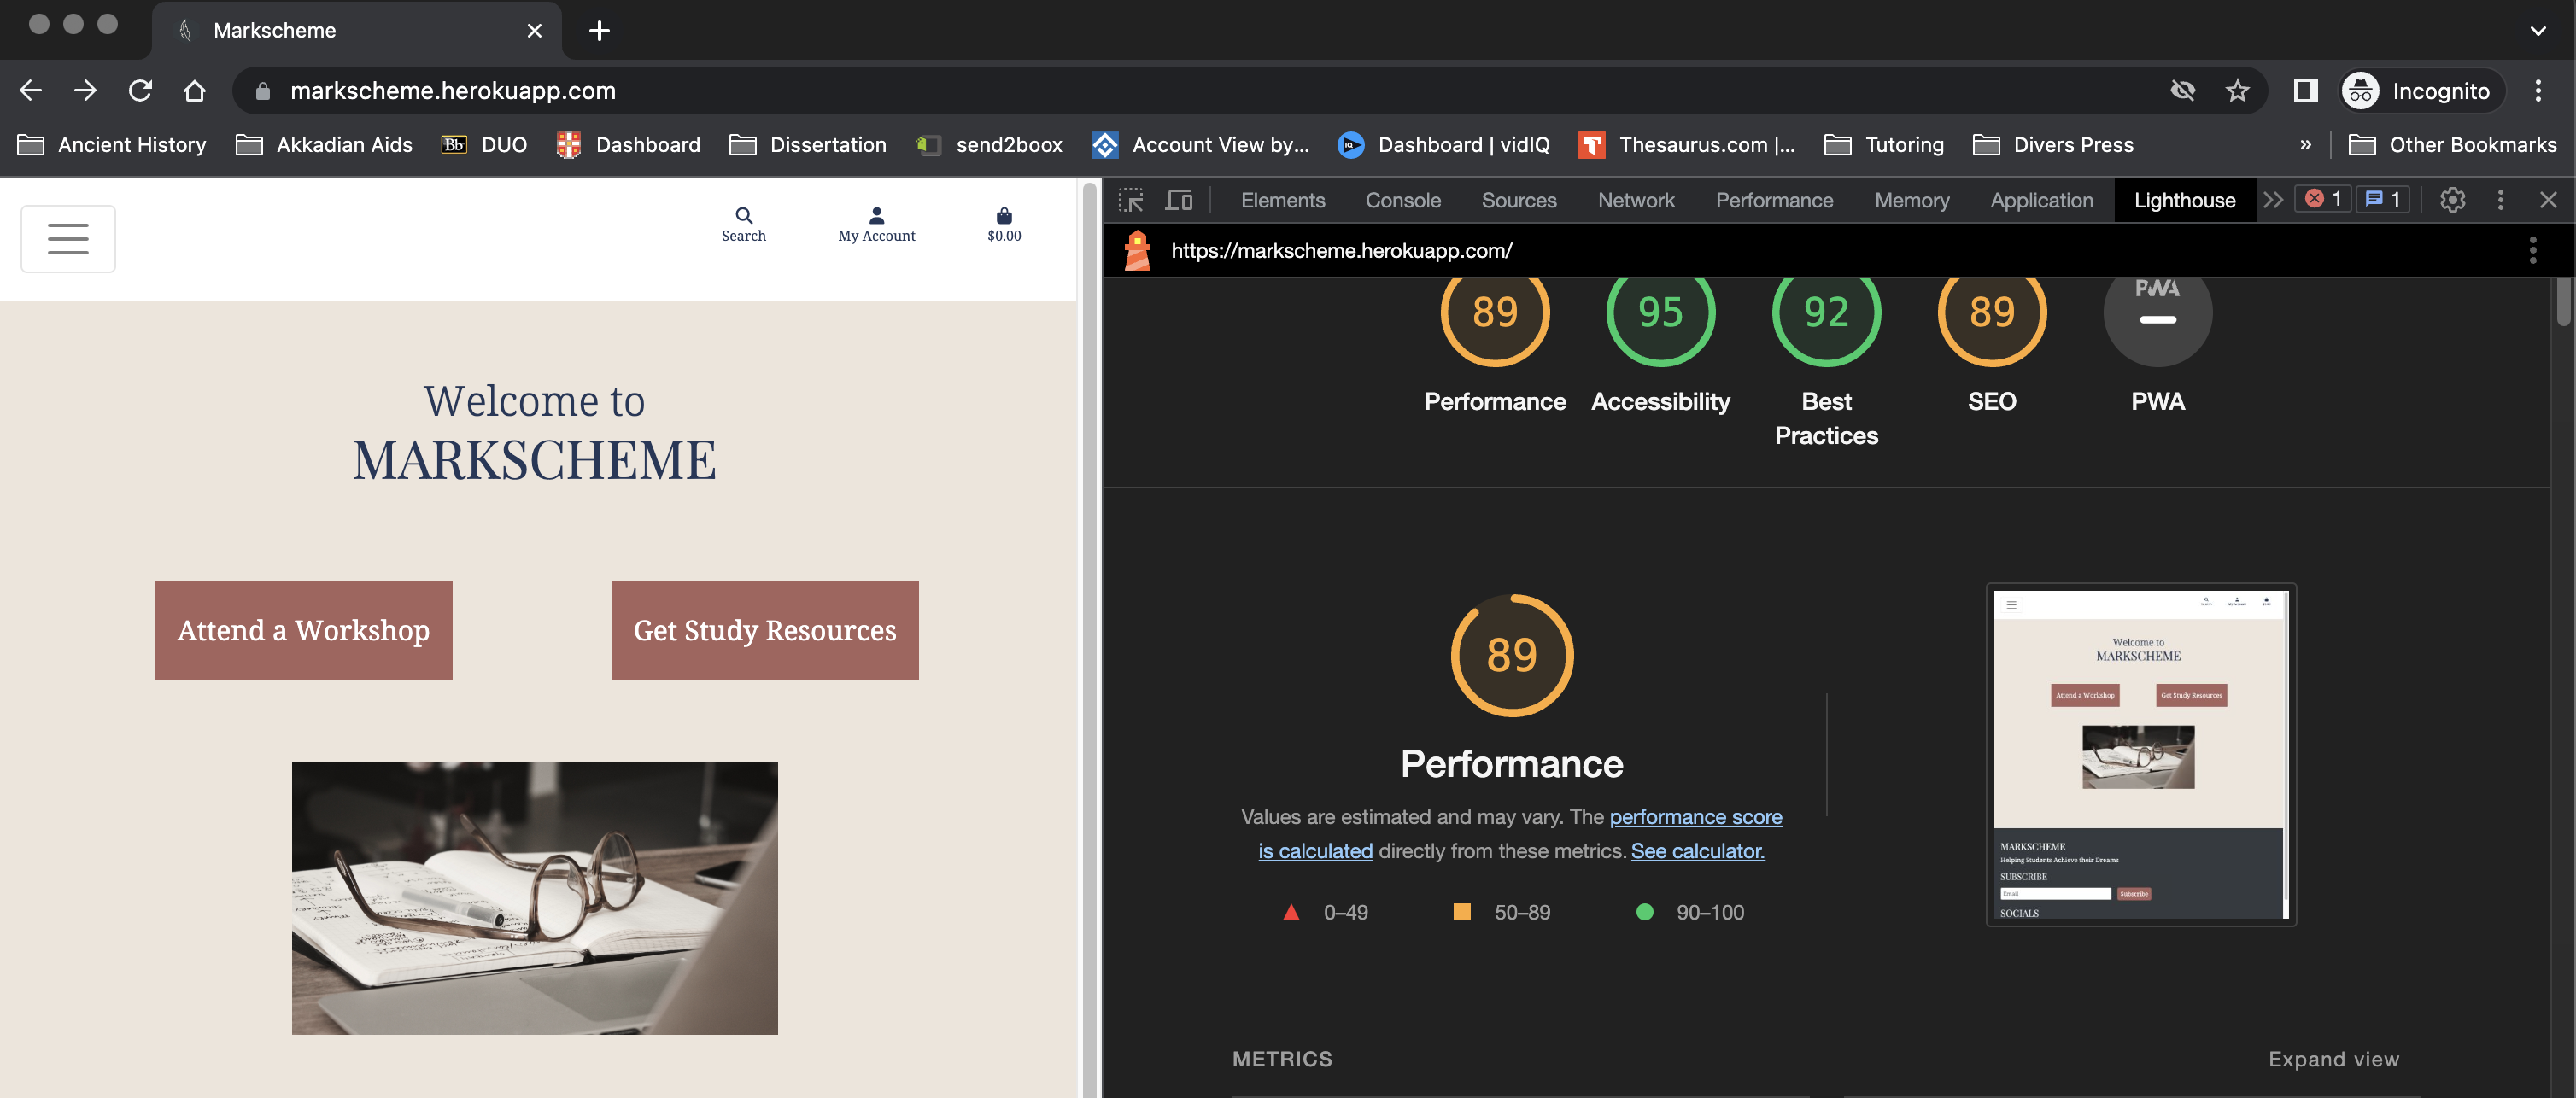 Markscheme
markscheme.herokuapp.com
Incognito
Ancient History
Akkadian Aids
Bb DUO
Dashboard
Dissertation
send2boox
Account View by...
IQ Dashboard | vidIQ
T Thesaurus.com |...
Tutoring
Divers Press
»
Other Bookmarks
Search
My Account
$0.00
Welcome to
MARKSCHEME
Attend a Workshop
Get Study Resources
Elements
Console
Sources
Network
Performance
Memory
Application
Lighthouse
1
1
https://markscheme.herokuapp.com/
89
95
92
89
PWA
Performance
Accessibility
Best
Practices
SEO
PWA
89
Performance
Values are estimated and may vary. The performance score
is calculated directly from these metrics. See calculator.
0–49
50–89
90–100
Welcome to
MARKSCHEME
Attend a Workshop
Get Study Resources
MARKSCHEME
Helping Students Achieve their Dreams
SUBSCRIBE
Email
Subscribe
SOCIALS
METRICS
Expand view